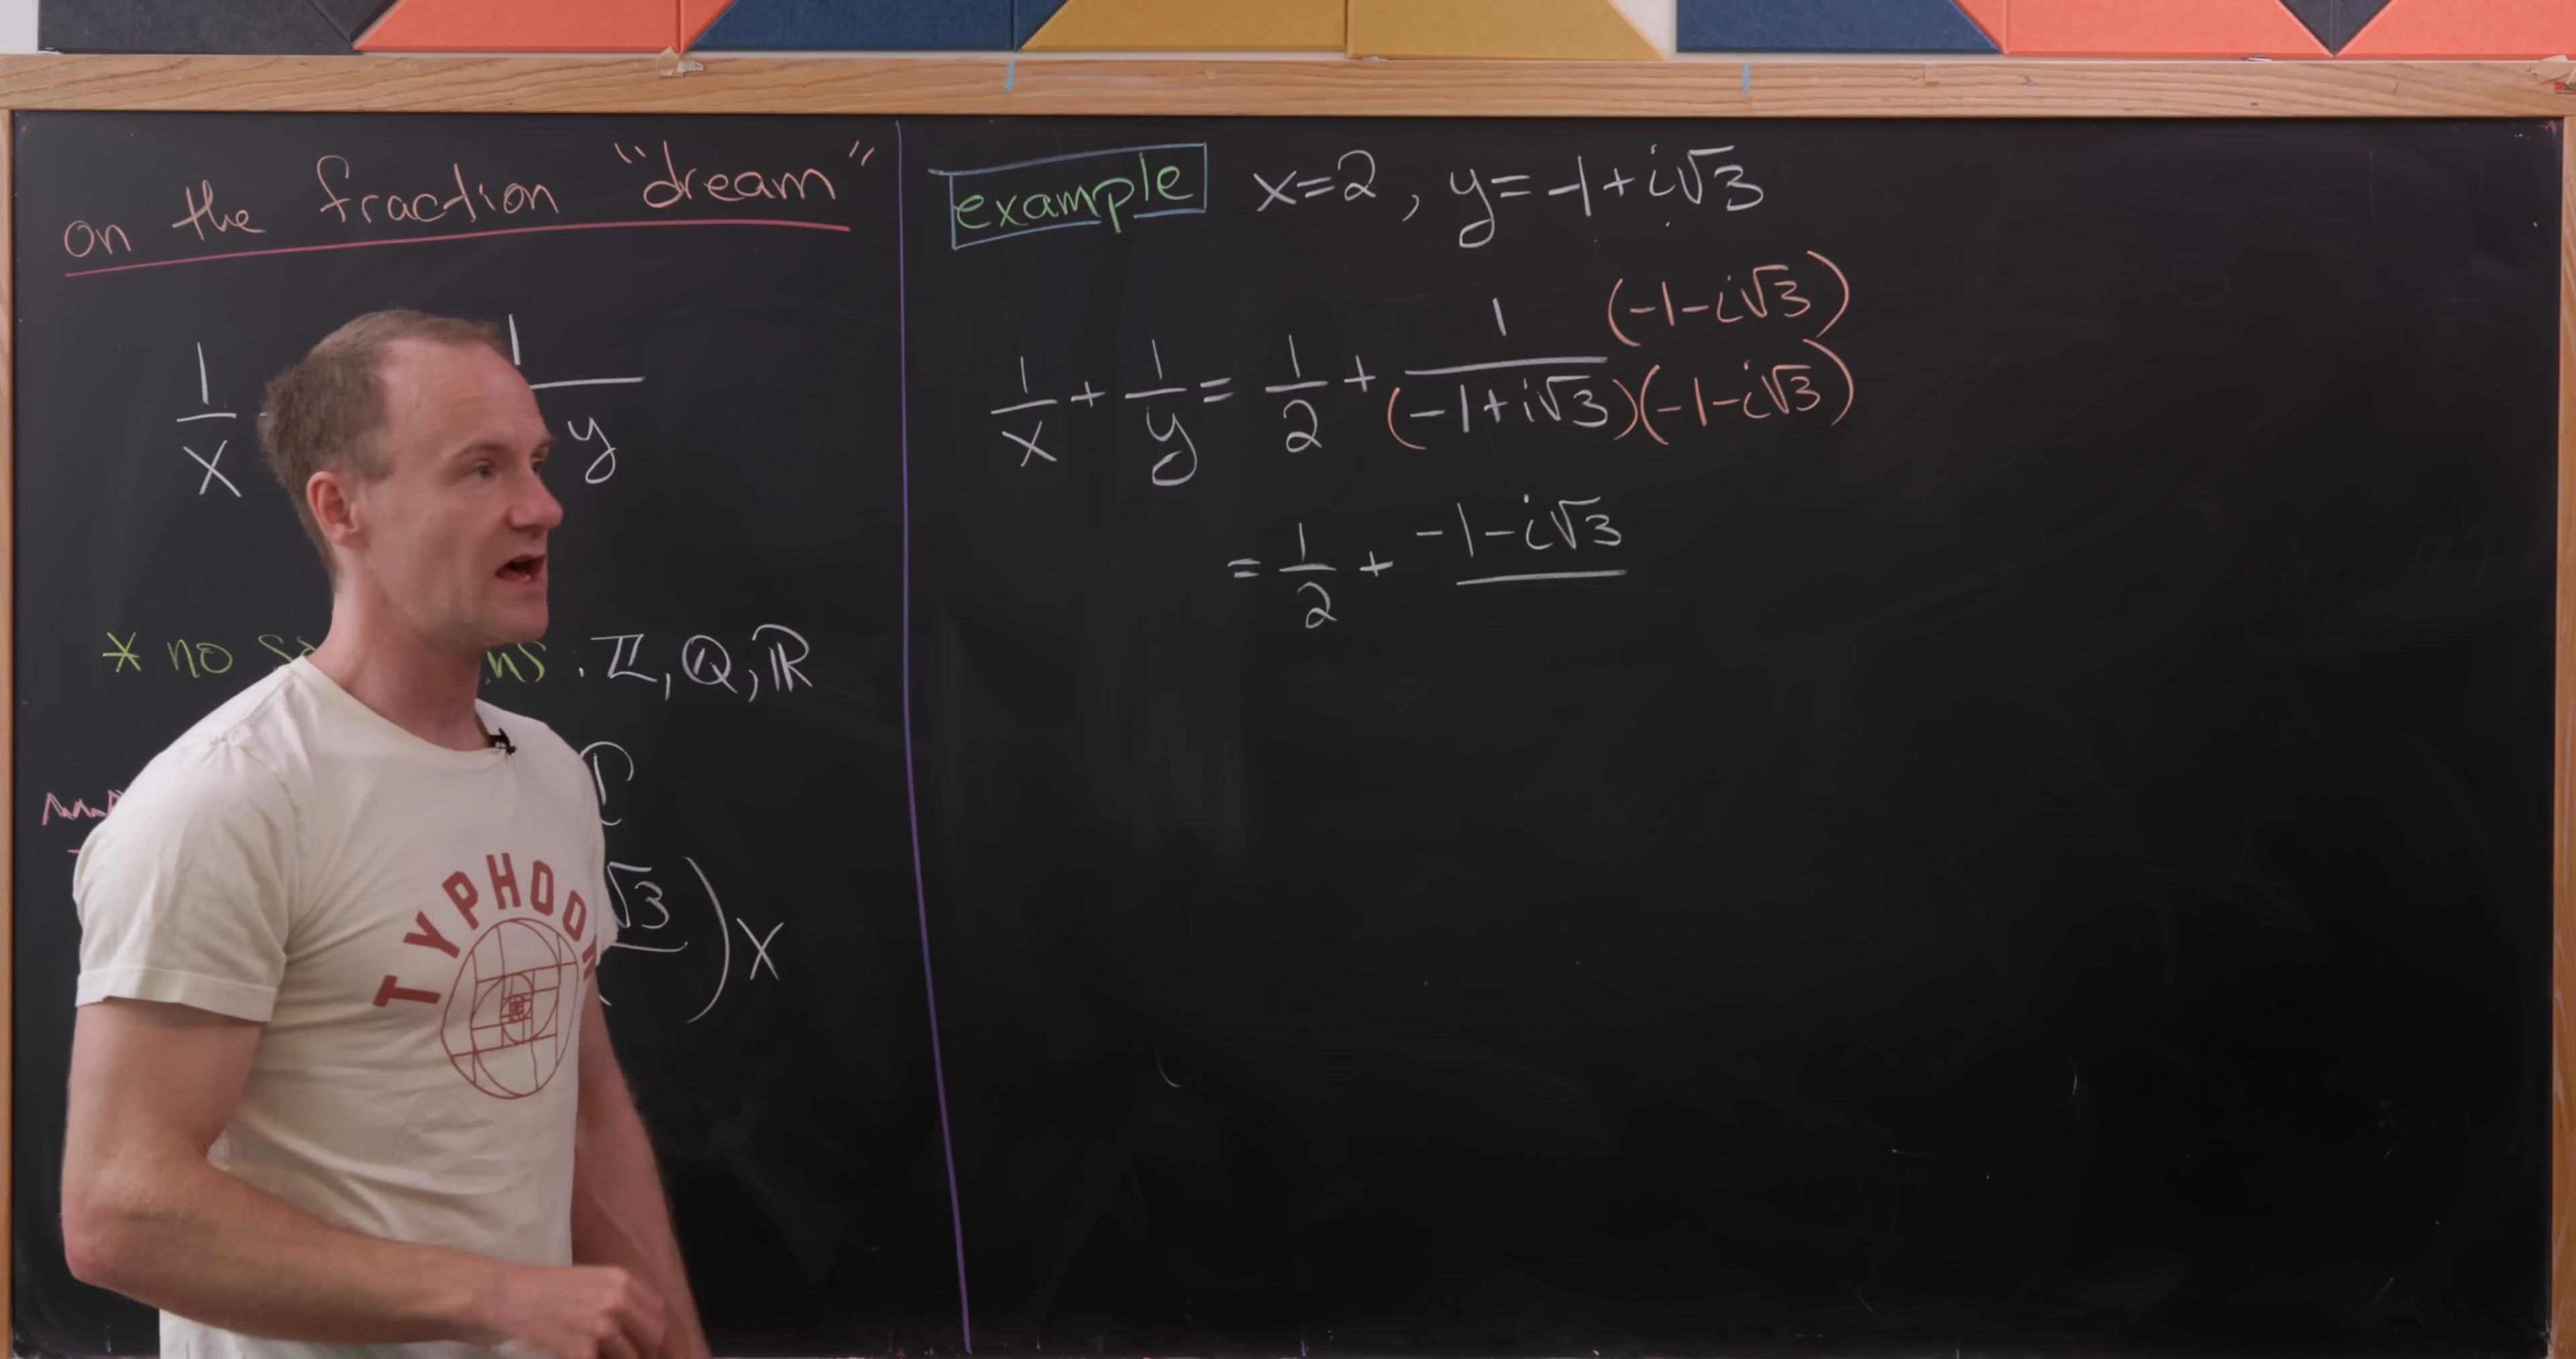 on the fraction "dream"
1/x 1/y
* no ns : ℤ, ℚ, ℝ
√3 ) x
example x=2, y=-1+i√3
1/x + 1/y = 1/2 + 1 (-1-i√3) / (-1+i√3)(-1-i√3)
= 1/2 + -1-i√3
TYPHOON